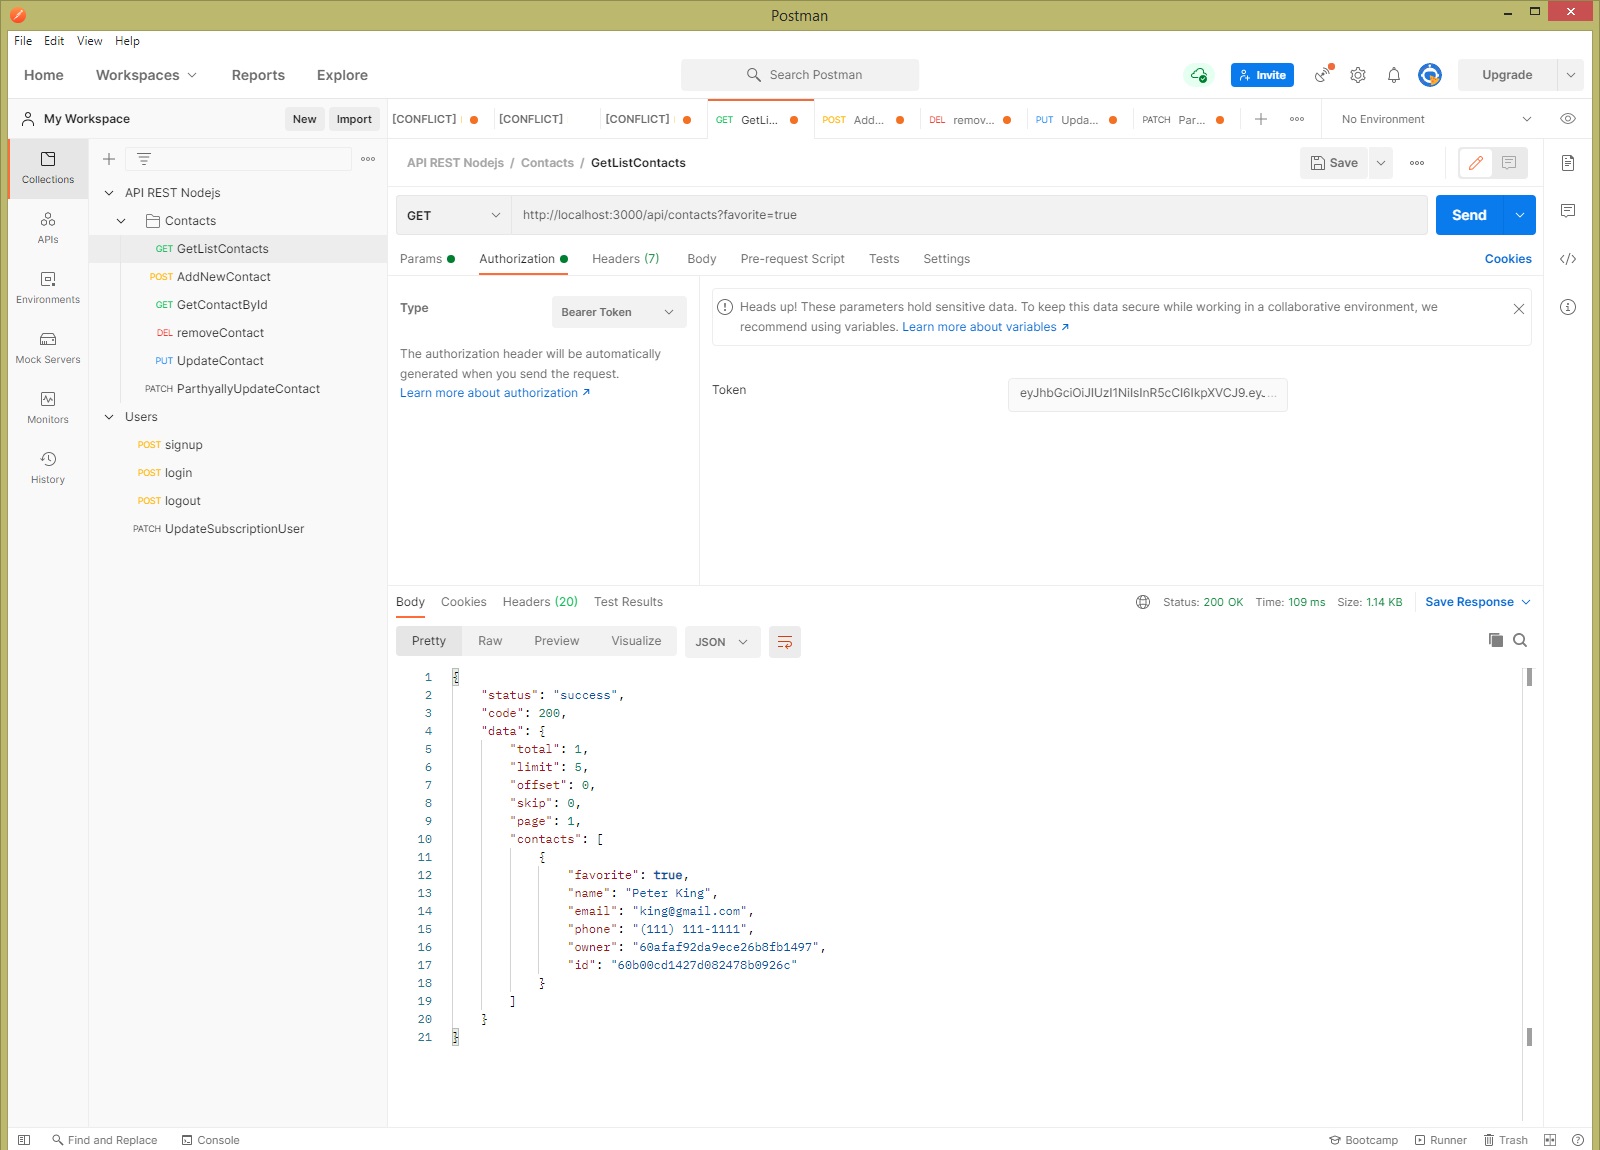 Postman
File Edit View Help
Home Workspaces Reports Explore Search Postman Invite Upgrade
My Workspace New Import
[CONFLICT] [CONFLICT] [CONFLICT] GET GetLi... POST Add... DEL remov... PUT Upda... PATCH Par... No Environment
Collections
APIs
Environments
Mock Servers
Monitors
History
API REST Nodejs
Contacts
GET GetListContacts
POST AddNewContact
GET GetContactById
DEL removeContact
PUT UpdateContact
PATCH ParthyallyUpdateContact
Users
POST signup
POST login
POST logout
PATCH UpdateSubscriptionUser
API REST Nodejs / Contacts / GetListContacts Save
GET http://localhost:3000/api/contacts?favorite=true Send
Params Authorization Headers (7) Body Pre-request Script Tests Settings Cookies
Type Bearer Token
The authorization header will be automatically
generated when you send the request.
Learn more about authorization
Heads up! These parameters hold sensitive data. To keep this data secure while working in a collaborative environment, we
recommend using variables. Learn more about variables
Token
Body Cookies Headers (20) Test Results Status: 200 OK Time: 109 ms Size: 1.14 KB Save Response
Pretty Raw Preview Visualize JSON
1 {
2 "status": "success",
3 "code": 200,
4 "data": {
5 "total": 1,
6 "limit": 5,
7 "offset": 0,
8 "skip": 0,
9 "page": 1,
10 "contacts": [
11 {
12 "favorite": true,
13 "name": "Peter King",
14 "email": "king@gmail.com",
15 "phone": "(111) 111-1111",
16 "owner": "60afaf92da9ece26b8fb1497",
17 "id": "60b00cd1427d082478b0926c"
18 }
19 ]
20 }
21 }
Find and Replace Console Bootcamp Runner Trash